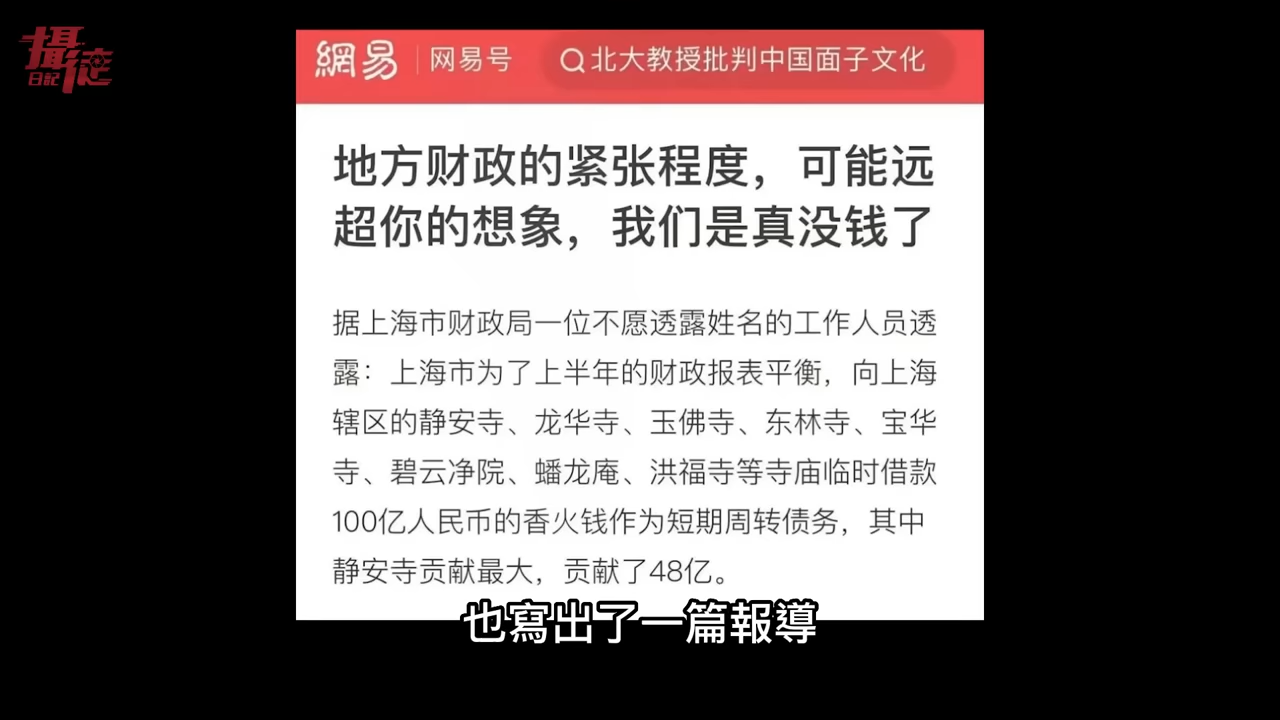 攝徒
日記
網易 网易号 北大教授批判中国面子文化
地方财政的紧张程度，可能远
超你的想象，我们是真没钱了
据上海市财政局一位不愿透露姓名的工作人员透
露：上海市为了上半年的财政报表平衡，向上海
辖区的静安寺、龙华寺、玉佛寺、东林寺、宝华
寺、碧云净院、蟠龙庵、洪福寺等寺庙临时借款
100亿人民币的香火钱作为短期周转债务，其中
静安寺贡献最大，贡献了48亿。
也寫出了一篇報導